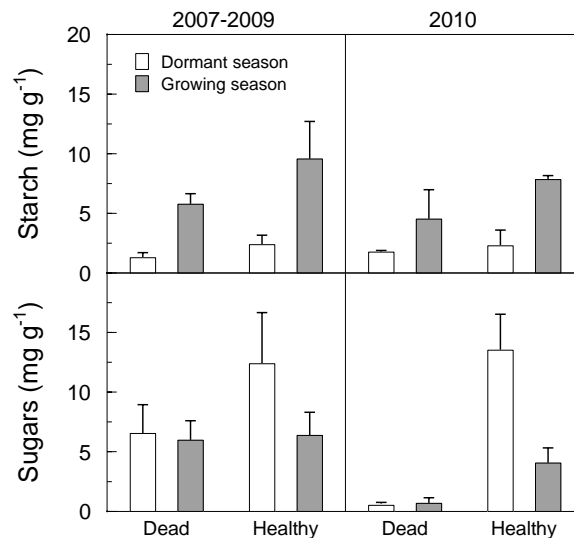 2007-2009 2010
Starch (mg g⁻¹)
20
15
10
5
0
Dormant season
Growing season
Sugars (mg g⁻¹)
15
10
5
0
Dead Healthy Dead Healthy